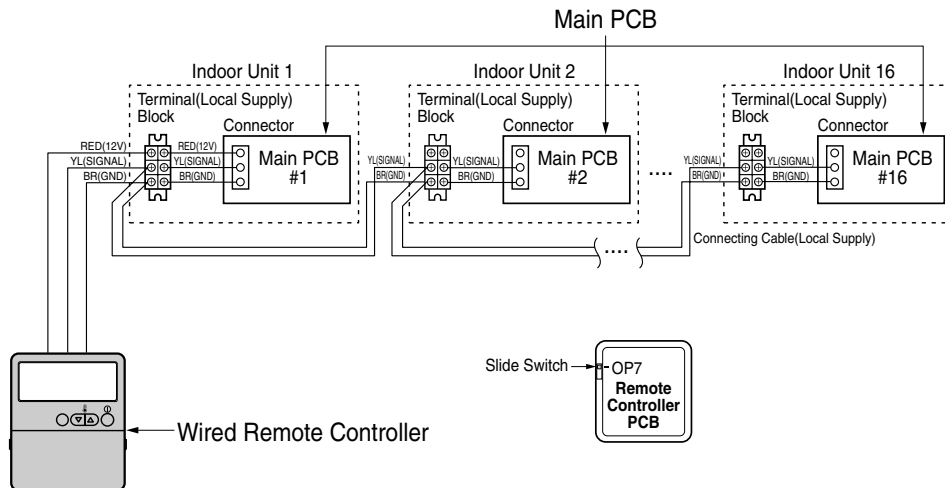 Main PCB
Indoor Unit 1
Indoor Unit 2
Indoor Unit 16
Terminal(Local Supply)
Block
Connector
RED(12V)
YL(SIGNAL)
BR(GND)
RED(12V)
YL(SIGNAL)
BR(GND)
Main PCB
#1
YL(SIGNAL)
BR(GND)
Terminal(Local Supply)
Block
Connector
YL(SIGNAL)
BR(GND)
Main PCB
#2
....
YL(SIGNAL)
BR(GND)
Terminal(Local Supply)
Block
Connector
YL(SIGNAL)
BR(GND)
Main PCB
#16
Connecting Cable(Local Supply)
....
Slide Switch
OP7
Remote
Controller
PCB
Wired Remote Controller